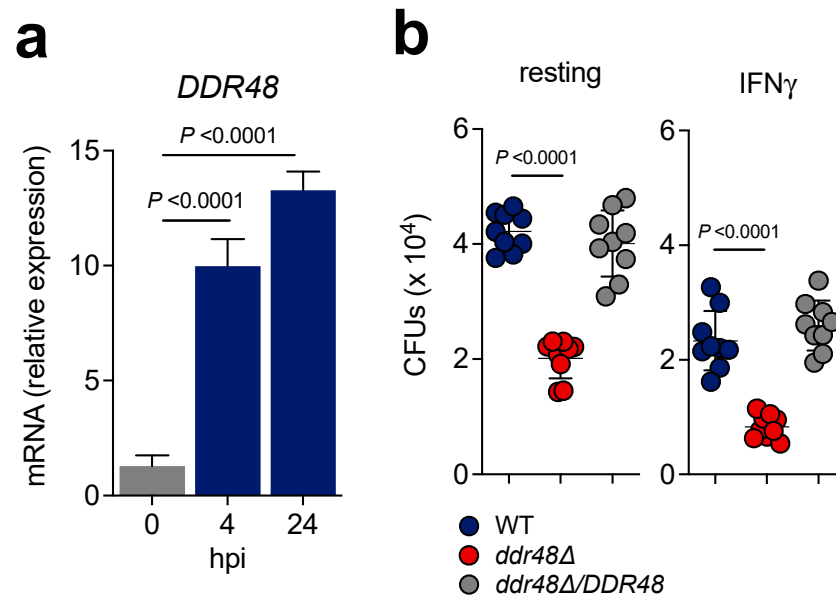 a
DDR48
P <0.0001
P <0.0001
mRNA (relative expression)
15
10
5
0
0 4 24
hpi
b
resting
IFNγ
CFUs (x 10⁴)
6
4
2
0
P <0.0001
6
4
2
0
P <0.0001
WT
ddr48Δ
ddr48Δ/DDR48